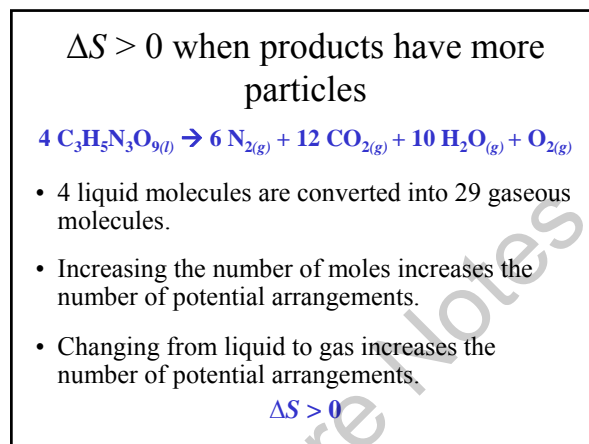 ΔS > 0 when products have more
particles
4 C₃H₅N₃O₉(l) → 6 N₂(g) + 12 CO₂(g) + 10 H₂O(g) + O₂(g)
• 4 liquid molecules are converted into 29 gaseous
molecules.
• Increasing the number of moles increases the
number of potential arrangements.
• Changing from liquid to gas increases the
number of potential arrangements.
ΔS > 0
Notes